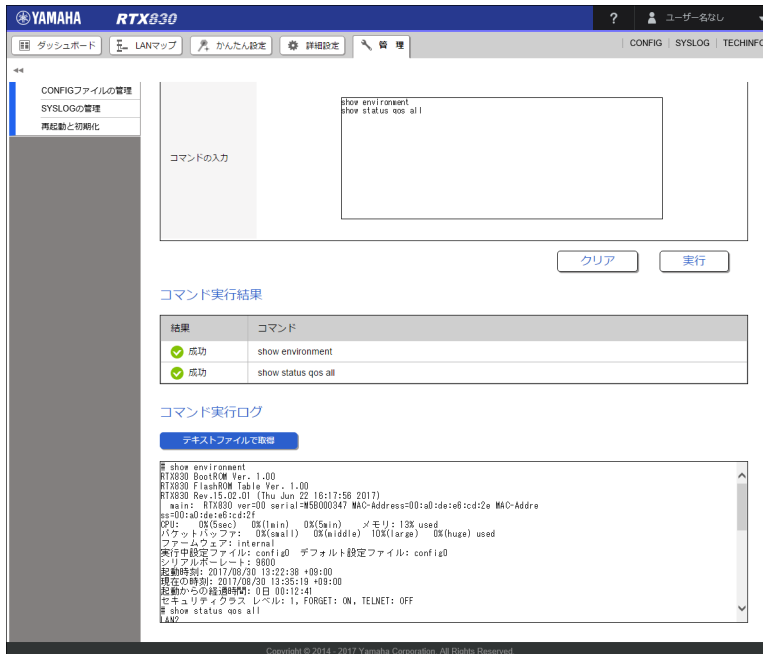 YAMAHA RTX830 ? ユーザー名なし
ダッシュボード LANマップ かんたん設定 詳細設定 管理 CONFIG SYSLOG TECHINFO
CONFIGファイルの管理
SYSLOGの管理
再起動と初期化
コマンドの入力
show environment
show status qos all
クリア 実行
コマンド実行結果
結果 コマンド
成功 show environment
成功 show status qos all
コマンド実行ログ
テキストファイルで取得
# show environment
RTX830 BootROM Ver. 1.00
RTX830 FlashROM Table Ver. 1.00
RTX830 Rev.15.02.01 (Thu Jun 22 16:17:56 2017)
main: RTX830 ver=00 serial=M5B000347 MAC-Address=00:a0:de:e6:cd:2e MAC-Addre
ss=00:a0:de:e6:cd:2f
CPU: 0%(5sec) 0%(1min) 0%(5min) メモリ: 13% used
パケットバッファ: 0%(small) 0%(middle) 10%(large) 0%(huge) used
ファームウェア: internal
実行中設定ファイル: config0 デフォルト設定ファイル: config0
シリアルボーレート: 9600
起動時刻: 2017/08/30 13:22:38 +09:00
現在の時刻: 2017/08/30 13:35:19 +09:00
起動からの経過時間: 0日 00:12:41
セキュリティクラス レベル: 1, FORGET: ON, TELNET: OFF
# show status qos all
LAN2
Copyright © 2014 - 2017 Yamaha Corporation. All Rights Reserved.